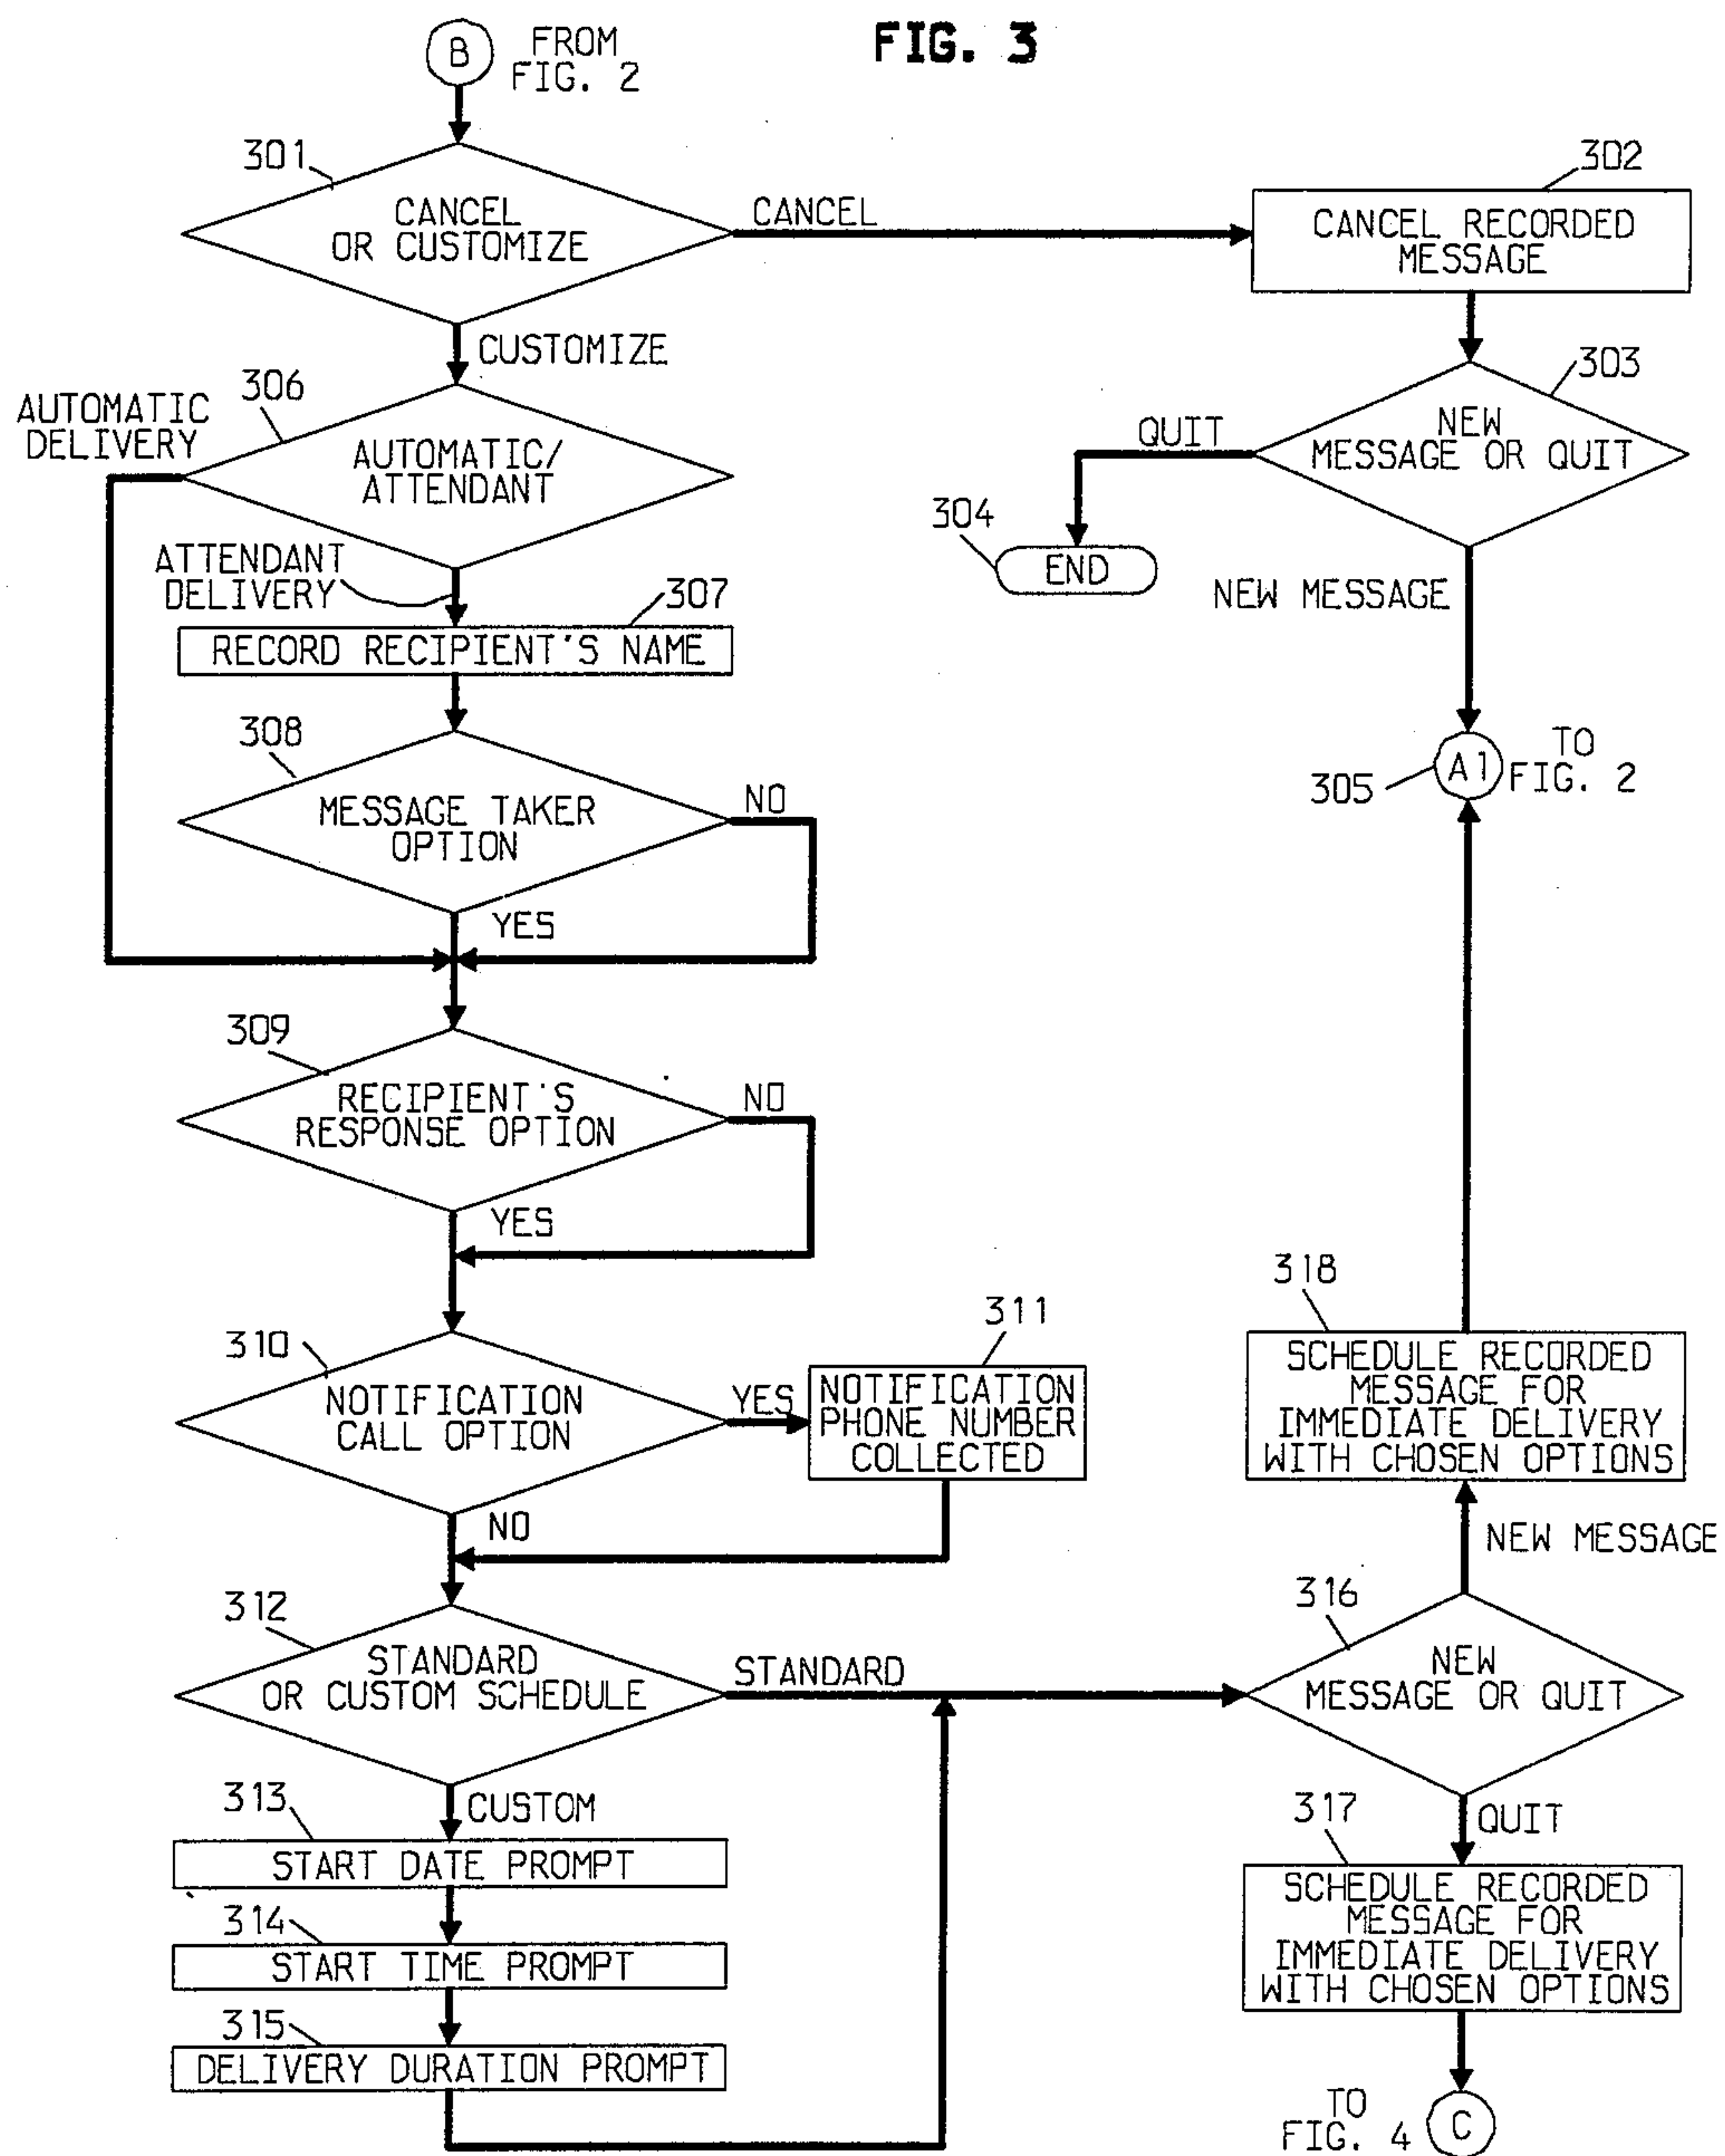 FIG. 3
B
FROM
FIG. 2
301
CANCEL
OR CUSTOMIZE
CANCEL
302
CANCEL RECORDED
MESSAGE
CUSTOMIZE
303
NEW
MESSAGE OR QUIT
QUIT
304
END
NEW MESSAGE
305
A1
TO
FIG. 2
306
AUTOMATIC
DELIVERY
AUTOMATIC/
ATTENDANT
ATTENDANT
DELIVERY
307
RECORD RECIPIENT'S NAME
308
MESSAGE TAKER
OPTION
NO
YES
309
RECIPIENT'S
RESPONSE OPTION
NO
YES
310
NOTIFICATION
CALL OPTION
YES
311
NOTIFICATION
PHONE NUMBER
COLLECTED
NO
312
STANDARD
OR CUSTOM SCHEDULE
STANDARD
CUSTOM
313
START DATE PROMPT
314
START TIME PROMPT
315
DELIVERY DURATION PROMPT
318
SCHEDULE RECORDED
MESSAGE FOR
IMMEDIATE DELIVERY
WITH CHOSEN OPTIONS
NEW MESSAGE
316
NEW
MESSAGE OR QUIT
QUIT
317
SCHEDULE RECORDED
MESSAGE FOR
IMMEDIATE DELIVERY
WITH CHOSEN OPTIONS
TO
FIG. 4
C